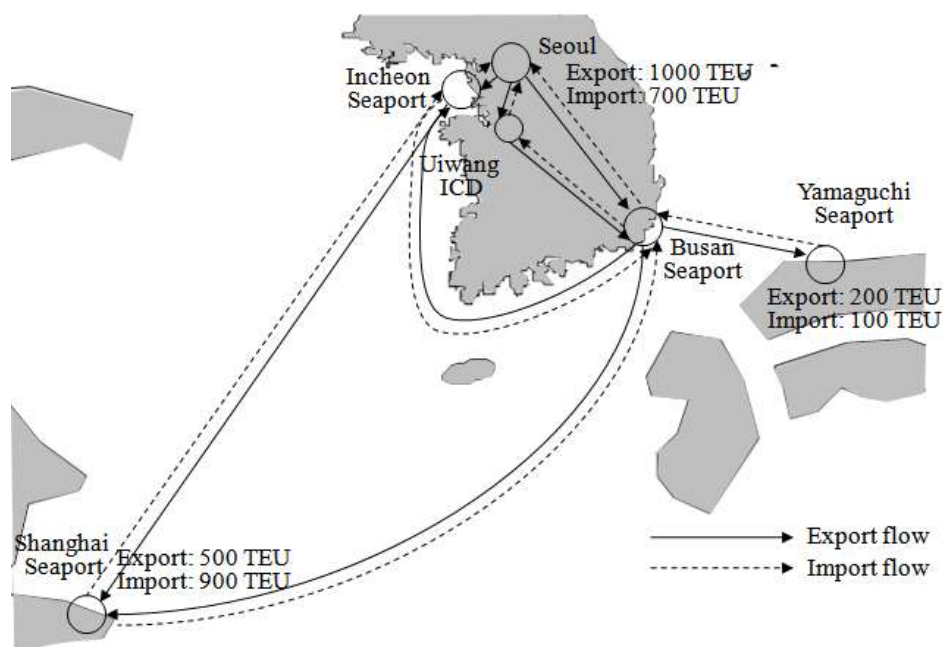 Seoul
Export: 1000 TEU
Import: 700 TEU
Incheon
Seaport
Uiwang
ICD
Yamaguchi
Seaport
Busan
Seaport
Export: 200 TEU
Import: 100 TEU
Shanghai
Seaport
Export: 500 TEU
Import: 900 TEU
Export flow
Import flow